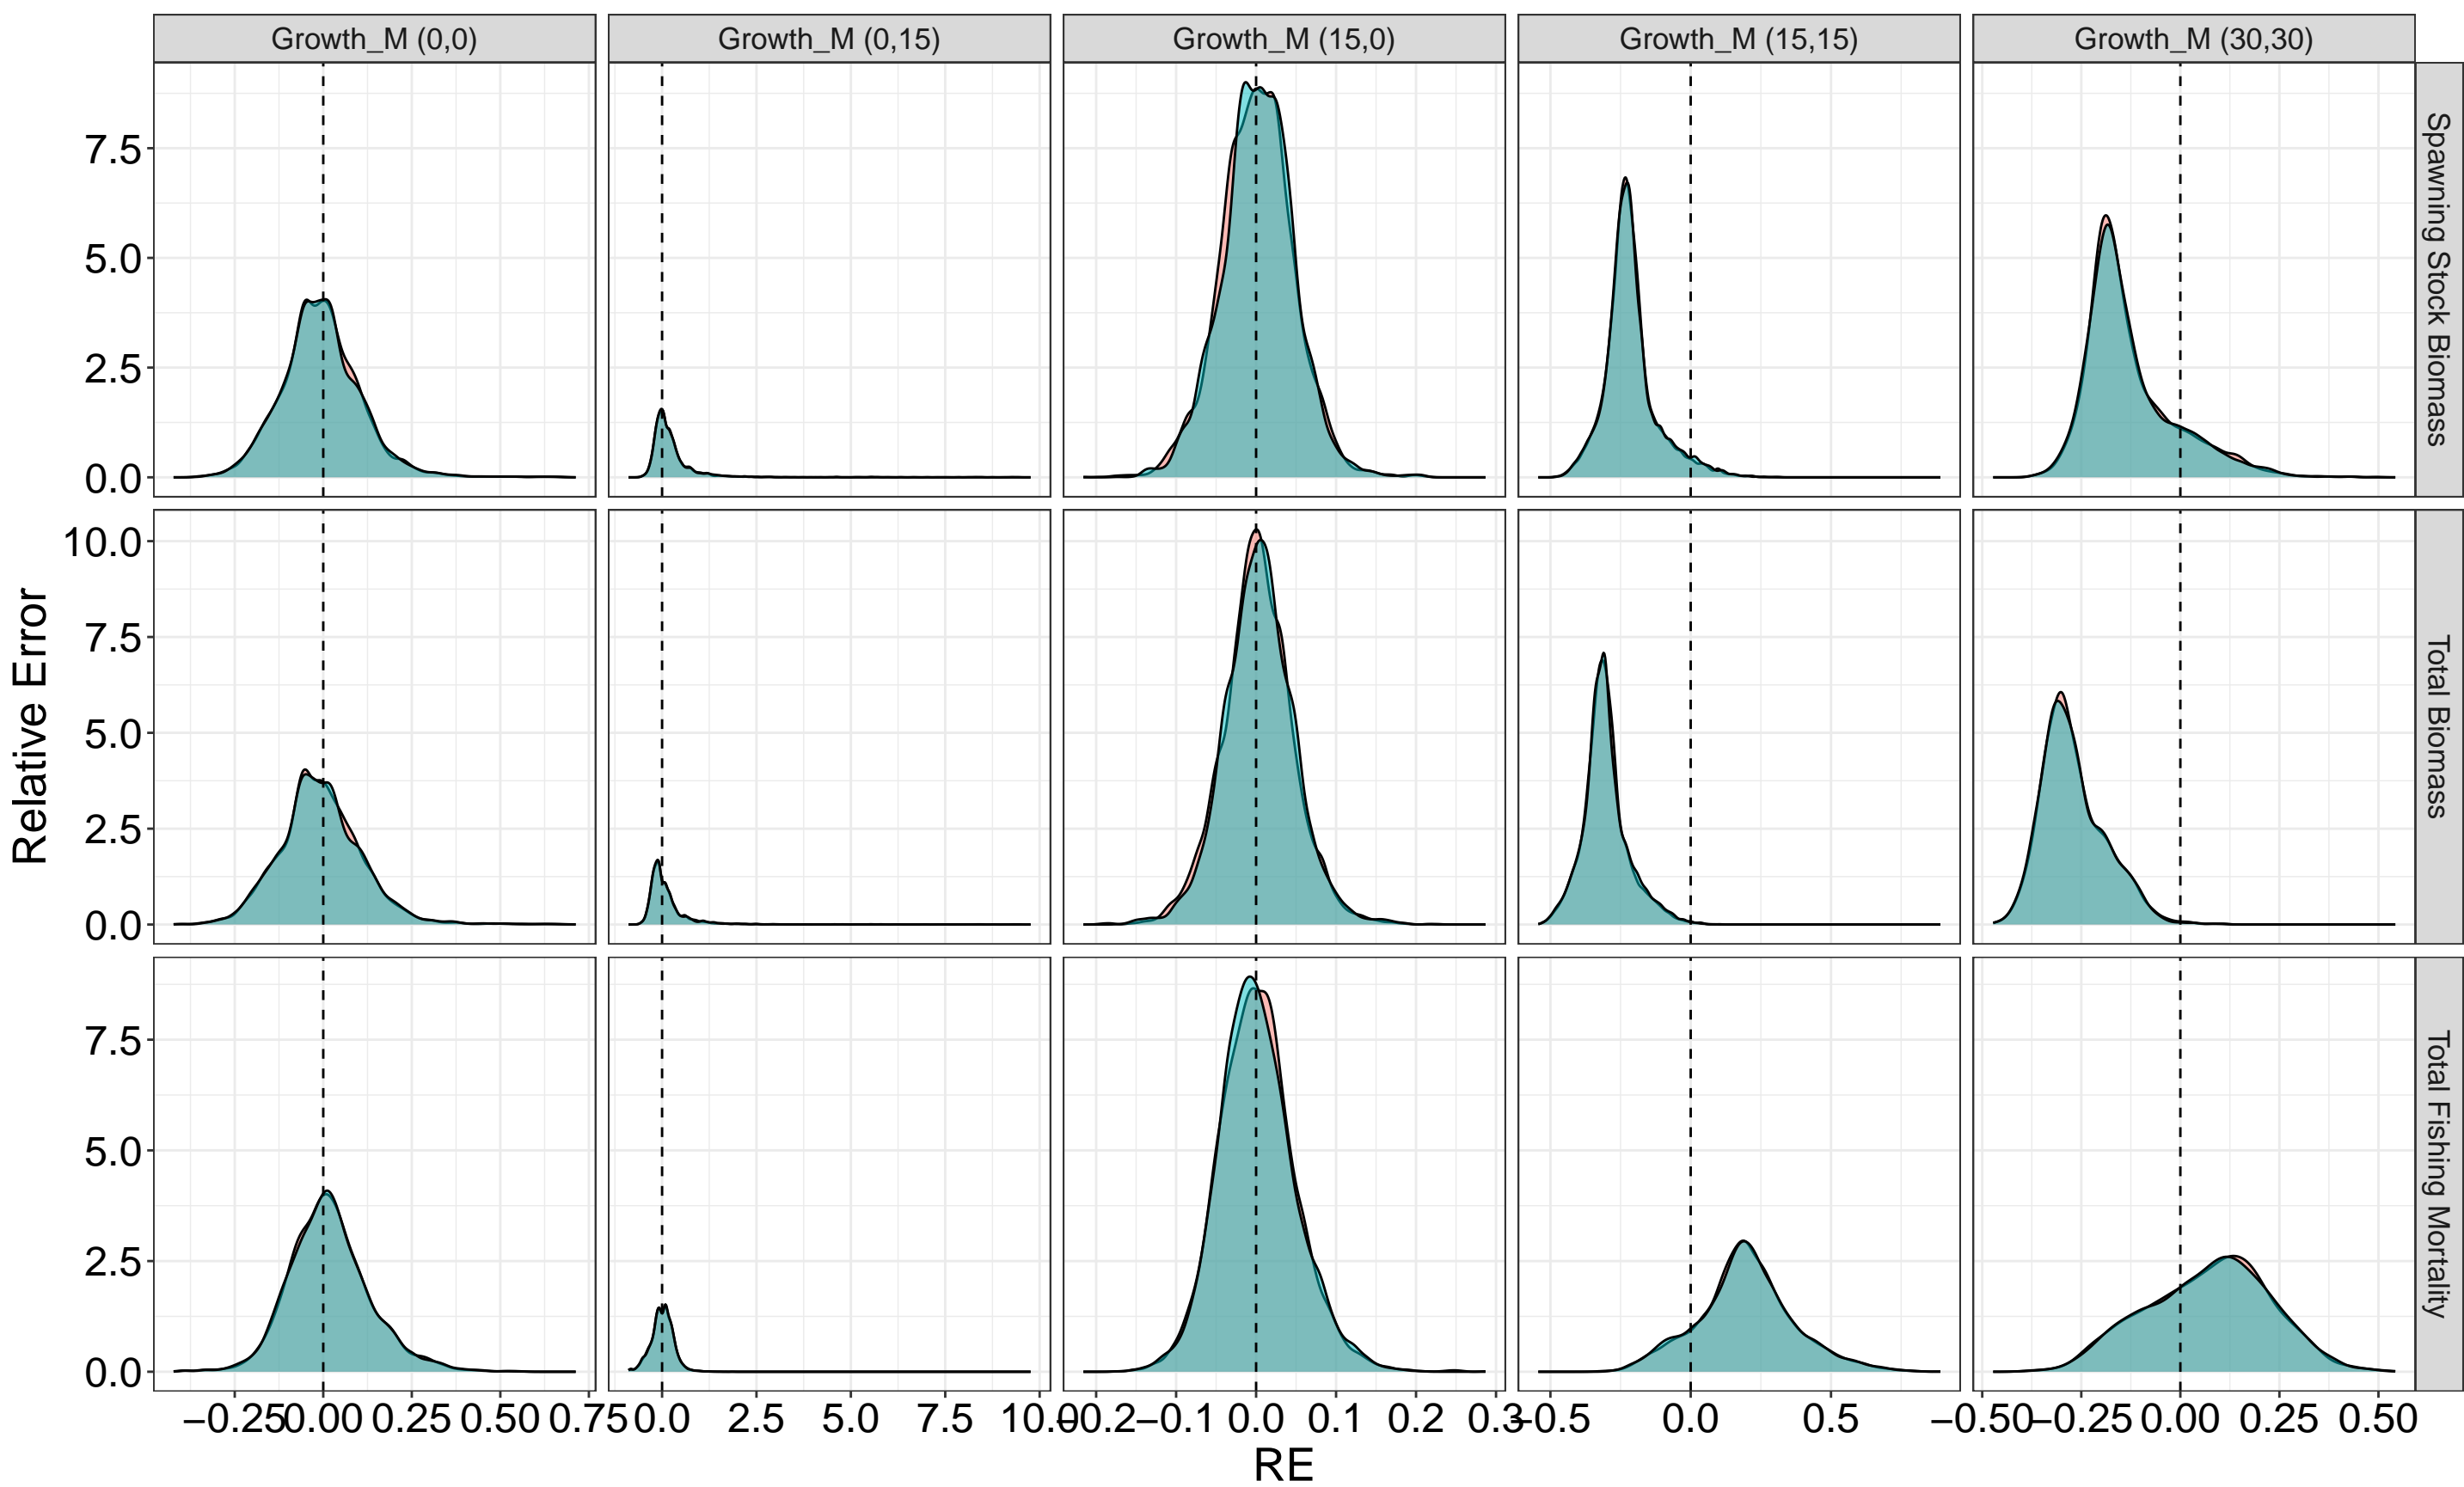 Growth_M (0,0)
Growth_M (0,15)
Growth_M (15,0)
Growth_M (15,15)
Growth_M (30,30)
Spawning Stock Biomass
7.5
5.0
2.5
0.0
Total Biomass
10.0
7.5
5.0
2.5
0.0
Total Fishing Mortality
7.5
5.0
2.5
0.0
Relative Error
−0.25 0.00 0.25 0.50 0.75
0.0 2.5 5.0 7.5 10.0
−0.2 −0.1 0.0 0.1 0.2 0.3
−0.5 0.0 0.5
−0.50 −0.25 0.00 0.25 0.50
RE